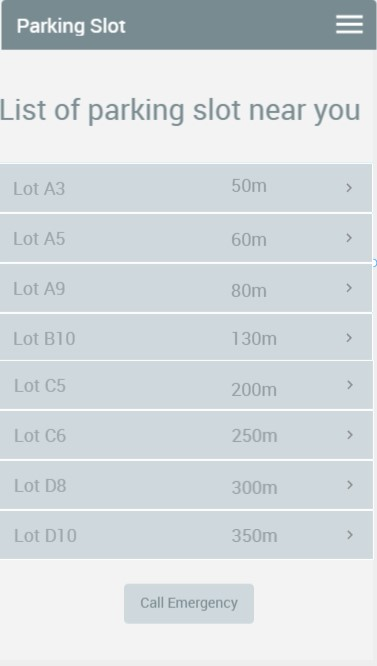 Parking Slot
List of parking slot near you
Lot A3 50m
Lot A5 60m
Lot A9 80m
Lot B10 130m
Lot C5 200m
Lot C6 250m
Lot D8 300m
Lot D10 350m
Call Emergency